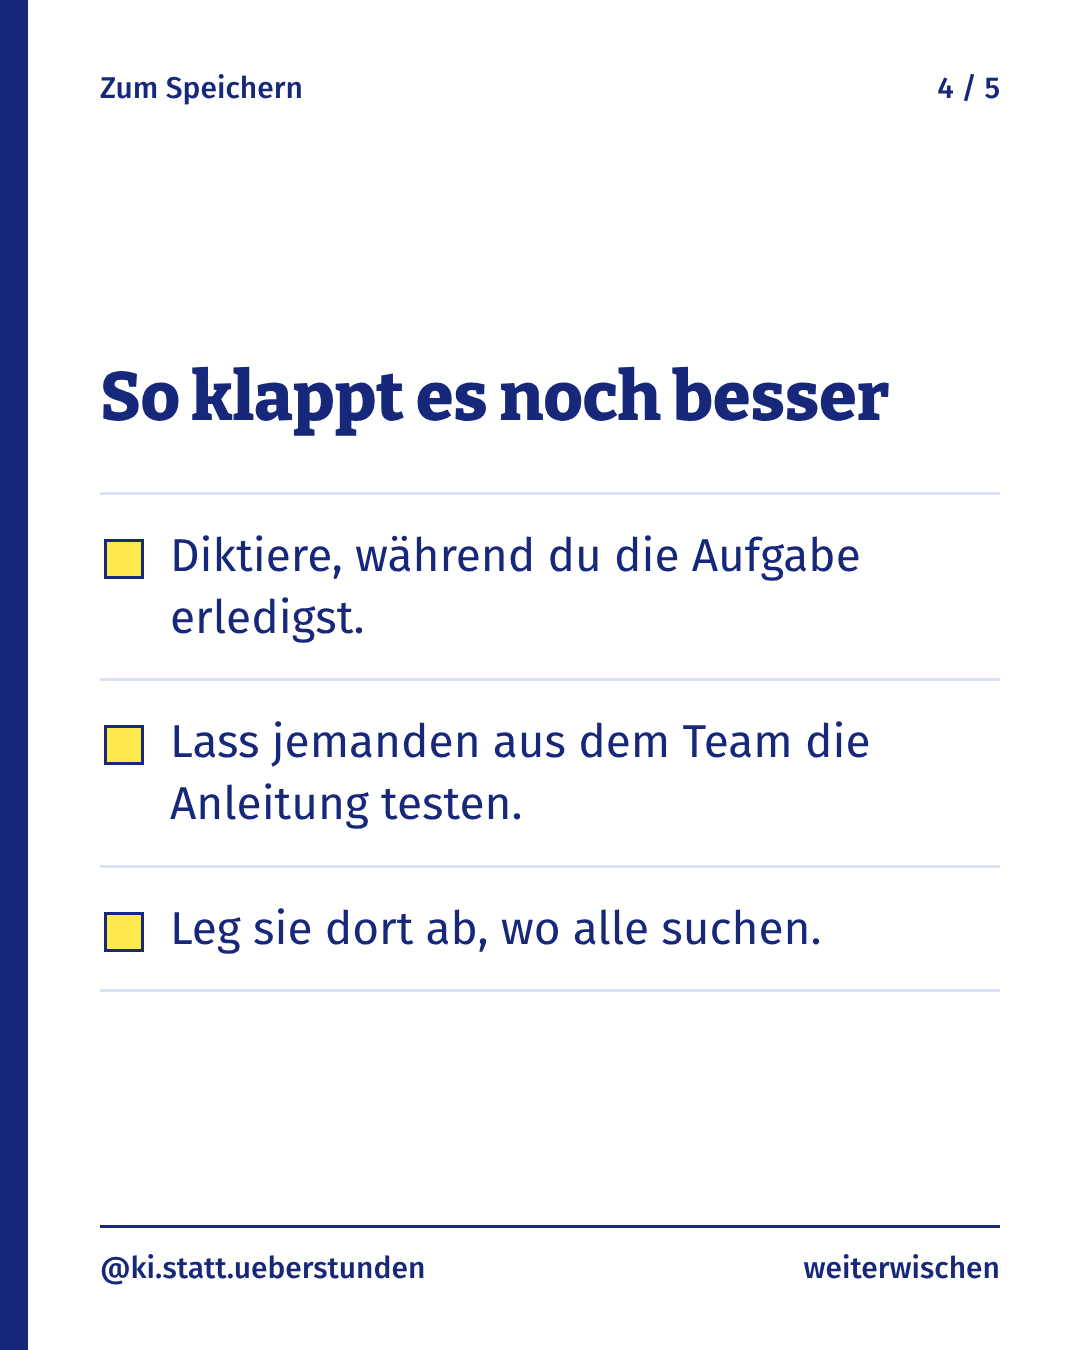 Zum Speichern
4 / 5
So klappt es noch besser
Diktiere, während du die Aufgabe
erledigst.
Lass jemanden aus dem Team die
Anleitung testen.
Leg sie dort ab, wo alle suchen.
@ki.statt.ueberstunden
weiterwischen